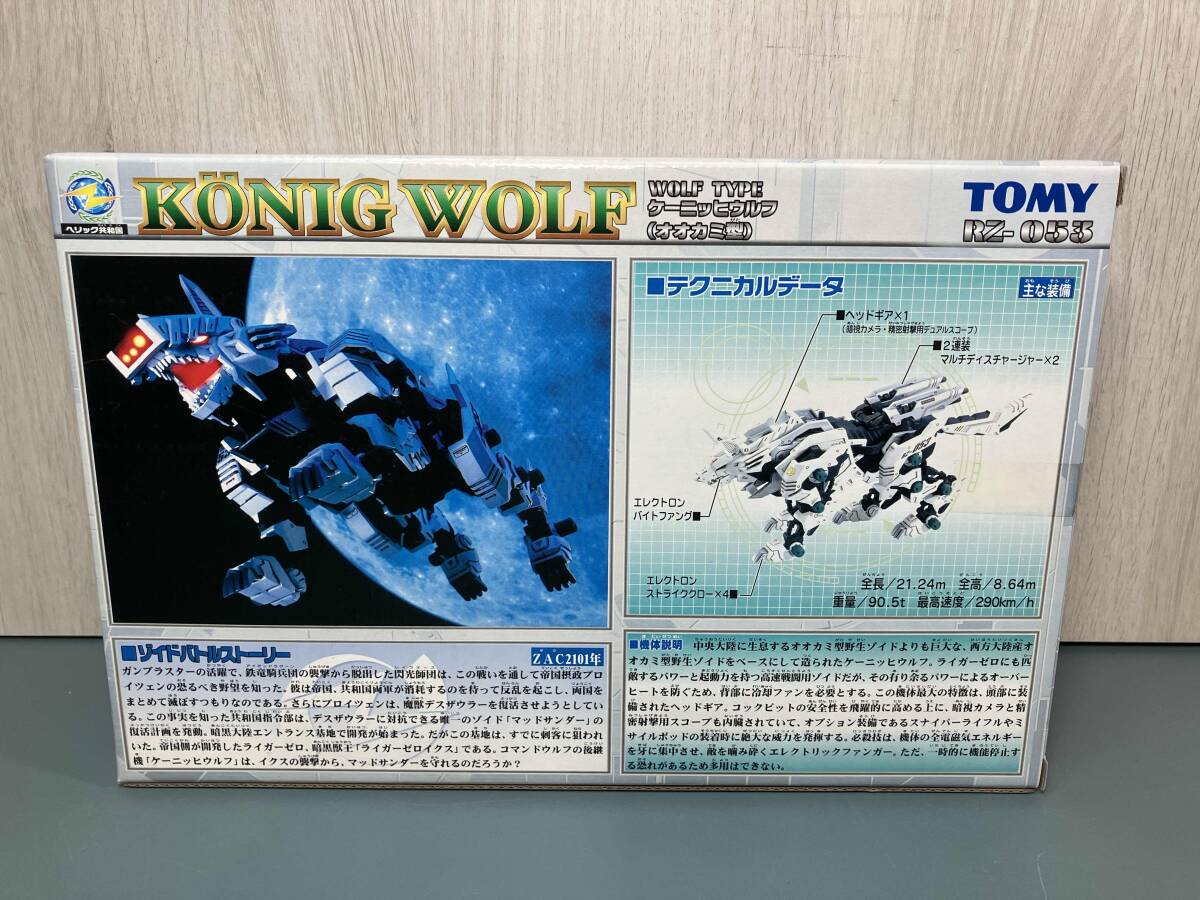 ヘリック共和国
KÖNIG WOLF
WOLF TYPE
ケーニッヒウルフ
(オオカミ型)
TOMY
RZ-053
■テクニカルデータ
主な装備
■ヘッドギア×1
(暗視カメラ・精密射撃用デュアルスコープ)
■2連装
マルチディスチャージャー×2
エレクトロン
バイトファング■
エレクトロン
ストライククロー×4■
全長/21.24m 全高/8.64m
重量/90.5t 最高速度/290km/h
■ゾイドバトルストーリー
ZAC2101年
ガンブラスターの活躍で、鉄竜騎兵団の襲撃から脱出した閃光師団は、この戦いを通して帝国摂政プロ
イツェンの恐るべき野望を知った。彼は帝国、共和国両軍が消耗するのを待って反乱を起こし、両国を
まとめて滅ぼすつもりなのである。さらにプロイツェンは、魔獣デスザウラーを復活させようとしてい
る。この事実を知った共和国指令部は、デスザウラーに対抗できる唯一のゾイド「マッドサンダー」の
復活計画を発動。暗黒大陸エントランス基地で開発が始まった。だがこの基地は、すでに刺客に狙われ
いた。帝国側が開発したライガーゼロ、暗黒獣王「ライガーゼロイクス」である。コマンドウルフの後継
機「ケーニッヒウルフ」は、イクスの襲撃から、マッドサンダーを守れるのだろうか?
■機体説明
中央大陸に生息するオオカミ型野生ゾイドよりも巨大な、西方大陸産オ
オカミ型野生ゾイドをベースにして造られたケーニッヒウルフ。ライガーゼロにも匹
敵するパワーと起動力を持つ高速戦闘用ゾイドだが、その有り余るパワーによるオーバー
ヒートを防ぐため、背部に冷却ファンを必要とする。この機体最大の特徴は、頭部に装
備されたヘッドギア。コックピットの安全性を飛躍的に高める上に、暗視カメラと精
密射撃用スコープも内臓されていて、オプション装備であるスナイパーライフルやミ
サイルポッドの装着時に絶大な威力を発揮する。必殺技は、機体の全電磁気エネルギー
を牙に集中させ、敵を噛み砕くエレクトリックファンガー。ただ、一時的に機能停止す
る恐れがあるため多用はできない。